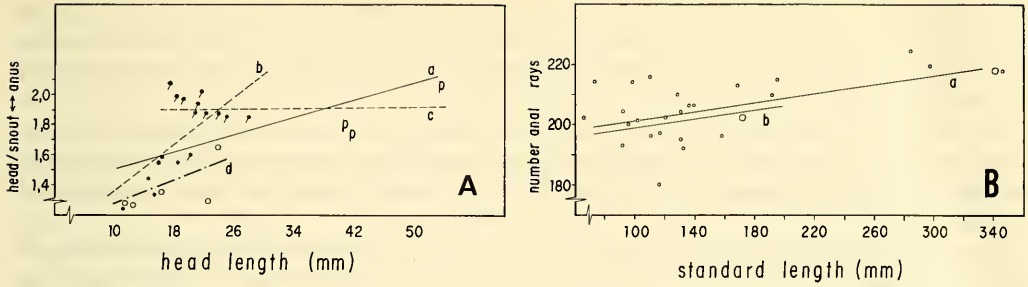 head/snout ↔ anus
2,0
1,8
1,6
1,4
b
a
p
c
p
p
d
A
10
18
26
34
42
50
head length (mm)
number anal rays
220
200
180
a
b
B
100
140
180
220
260
300
340
standard length (mm)